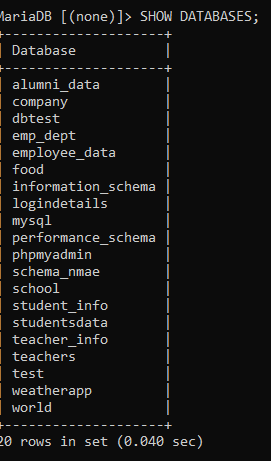 MariaDB [(none)]> SHOW DATABASES;
+--------------------+
| Database           |
+--------------------+
| alumni_data        |
| company            |
| dbtest             |
| emp_dept           |
| employee_data      |
| food               |
| information_schema |
| logindetails       |
| mysql              |
| performance_schema |
| phpmyadmin         |
| schema_nmae        |
| school             |
| student_info       |
| studentsdata       |
| teacher_info       |
| teachers           |
| test               |
| weatherapp         |
| world              |
+--------------------+
20 rows in set (0.040 sec)